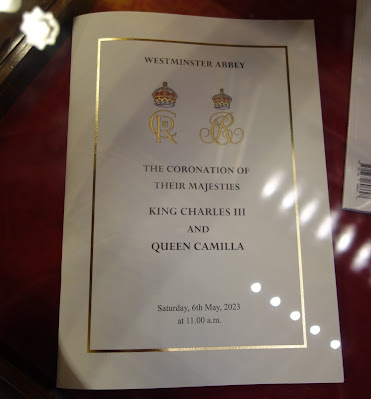 WESTMINSTER ABBEY
THE CORONATION OF
THEIR MAJESTIES
KING CHARLES III
AND
QUEEN CAMILLA
Saturday, 6th May, 2023
at 11.00 a.m.